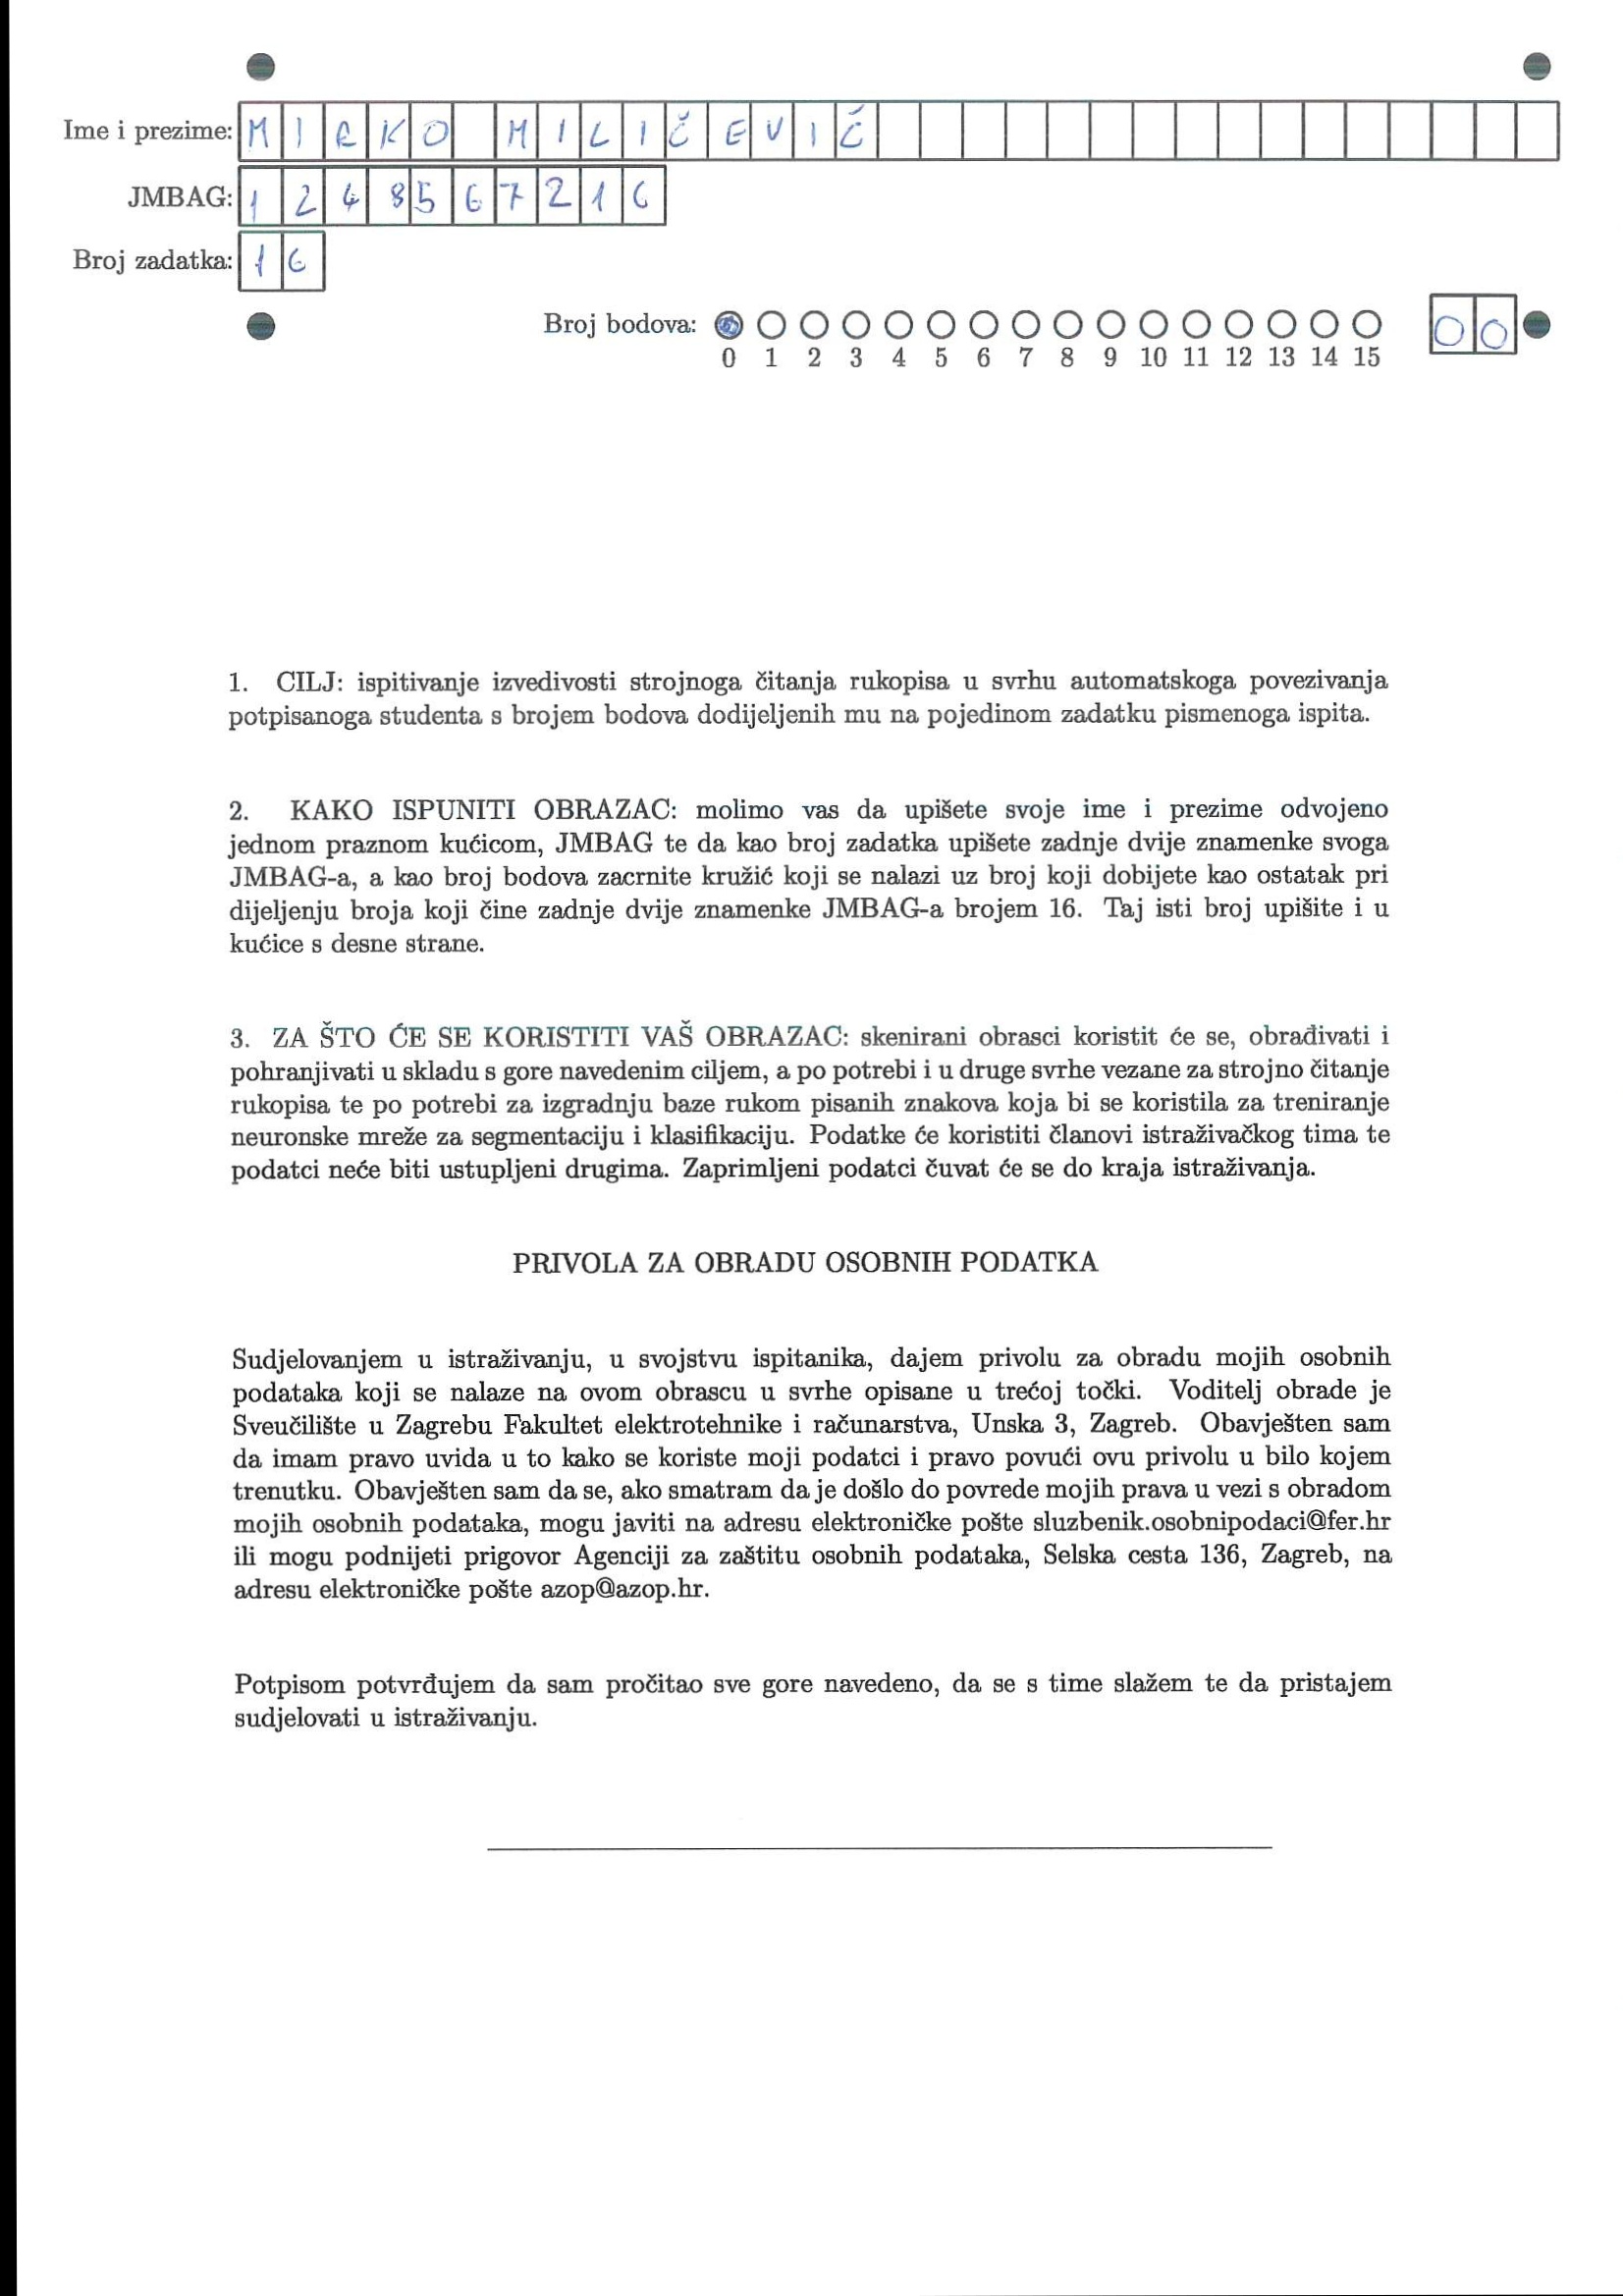 Ime i prezime: MIRKO MILIČEVIĆ
JMBAG: 1248567216
Broj zadatka: 16
Broj bodova: 00
0 1 2 3 4 5 6 7 8 9 10 11 12 13 14 15
1. CILJ: ispitivanje izvedivosti strojnoga čitanja rukopisa u svrhu automatskoga povezivanja
potpisanoga studenta s brojem bodova dodijeljenih mu na pojedinom zadatku pismenoga ispita.
2. KAKO ISPUNITI OBRAZAC: molimo vas da upišete svoje ime i prezime odvojeno
jednom praznom kućicom, JMBAG te da kao broj zadatka upišete zadnje dvije znamenke svoga
JMBAG-a, a kao broj bodova zacrnite kružić koji se nalazi uz broj koji dobijete kao ostatak pri
dijeljenju broja koji čine zadnje dvije znamenke JMBAG-a brojem 16. Taj isti broj upišite i u
kućice s desne strane.
3. ZA ŠTO ĆE SE KORISTITI VAŠ OBRAZAC: skenirani obrasci koristit će se, obrađivati i
pohranjivati u skladu s gore navedenim ciljem, a po potrebi i u druge svrhe vezane za strojno čitanje
rukopisa te po potrebi za izgradnju baze rukom pisanih znakova koja bi se koristila za treniranje
neuronske mreže za segmentaciju i klasifikaciju. Podatke će koristiti članovi istraživačkog tima te
podatci neće biti ustupljeni drugima. Zaprimljeni podatci čuvat će se do kraja istraživanja.
PRIVOLA ZA OBRADU OSOBNIH PODATKA
Sudjelovanjem u istraživanju, u svojstvu ispitanika, dajem privolu za obradu mojih osobnih
podataka koji se nalaze na ovom obrascu u svrhe opisane u trećoj točki. Voditelj obrade je
Sveučilište u Zagrebu Fakultet elektrotehnike i računarstva, Unska 3, Zagreb. Obavješten sam
da imam pravo uvida u to kako se koriste moji podatci i pravo povući ovu privolu u bilo kojem
trenutku. Obavješten sam da se, ako smatram da je došlo do povrede mojih prava u vezi s obradom
mojih osobnih podataka, mogu javiti na adresu elektroničke pošte sluzbenik.osobnipodaci@fer.hr
ili mogu podnijeti prigovor Agenciji za zaštitu osobnih podataka, Selska cesta 136, Zagreb, na
adresu elektroničke pošte azop@azop.hr.
Potpisom potvrđujem da sam pročitao sve gore navedeno, da se s time slažem te da pristajem
sudjelovati u istraživanju.